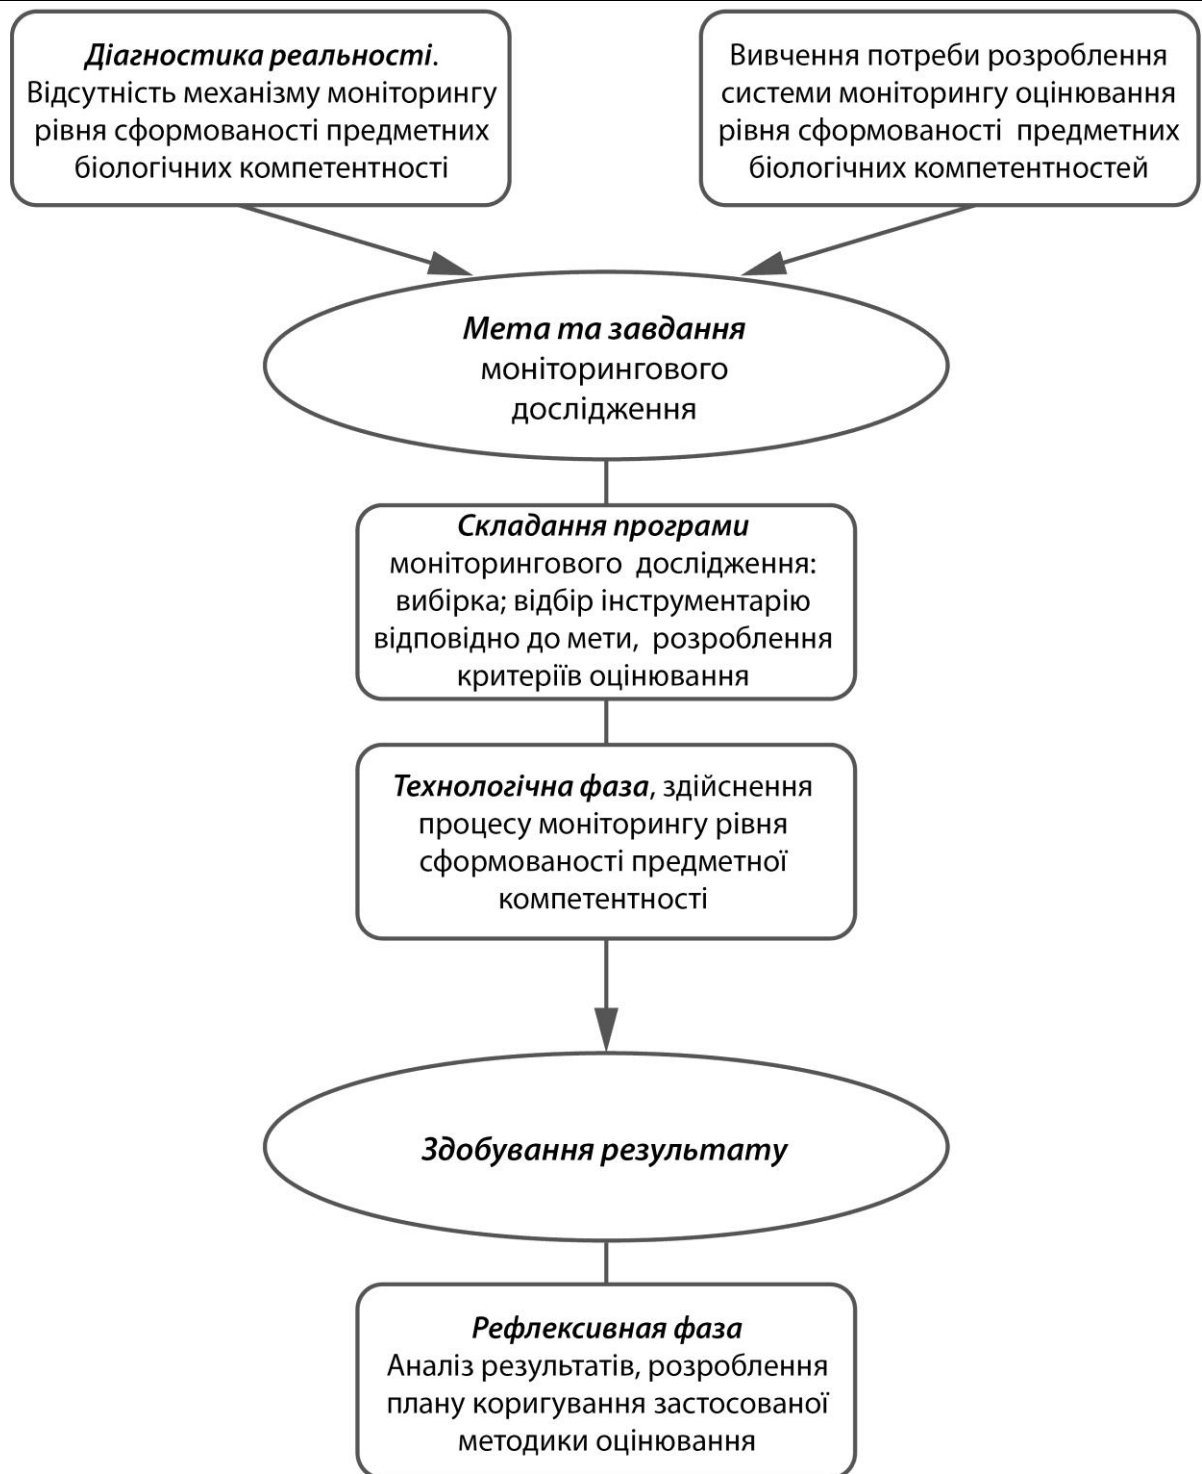 Діагностика реальності.
Відсутність механізму моніторингу
рівня сформованості предметних
біологічних компетентності
Вивчення потреби розроблення
системи моніторингу оцінювання
рівня сформованості предметних
біологічних компетентностей
Мета та завдання
моніторингового
дослідження
Складання програми
моніторингового дослідження:
вибірка; відбір інструментарію
відповідно до мети, розроблення
критеріїв оцінювання
Технологічна фаза, здійснення
процесу моніторингу рівня
сформованості предметної
компетентності
Здобування результату
Рефлексивная фаза
Аналіз результатів, розроблення
плану коригування застосованої
методики оцінювання